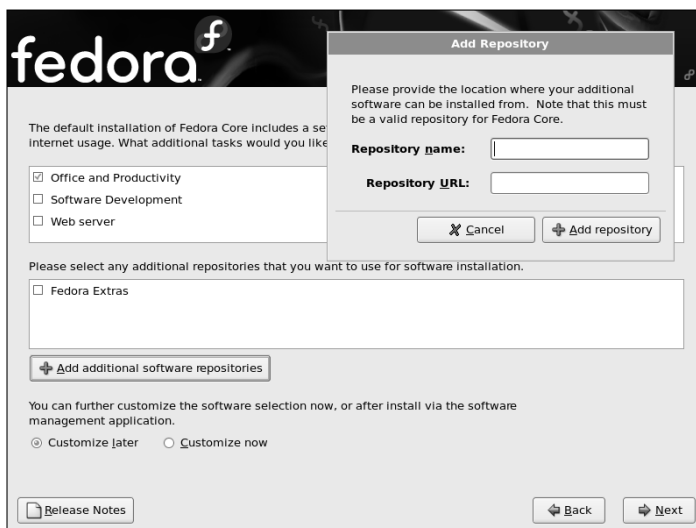 fedora
Add Repository
Please provide the location where your additional
software can be installed from. Note that this must
be a valid repository for Fedora Core.
Repository name:
Repository URL:
Cancel
Add repository
The default installation of Fedora Core includes a se
internet usage. What additional tasks would you like
Office and Productivity
Software Development
Web server
Please select any additional repositories that you want to use for software installation.
Fedora Extras
Add additional software repositories
You can further customize the software selection now, or after install via the software
management application.
Customize later
Customize now
Release Notes
Back
Next